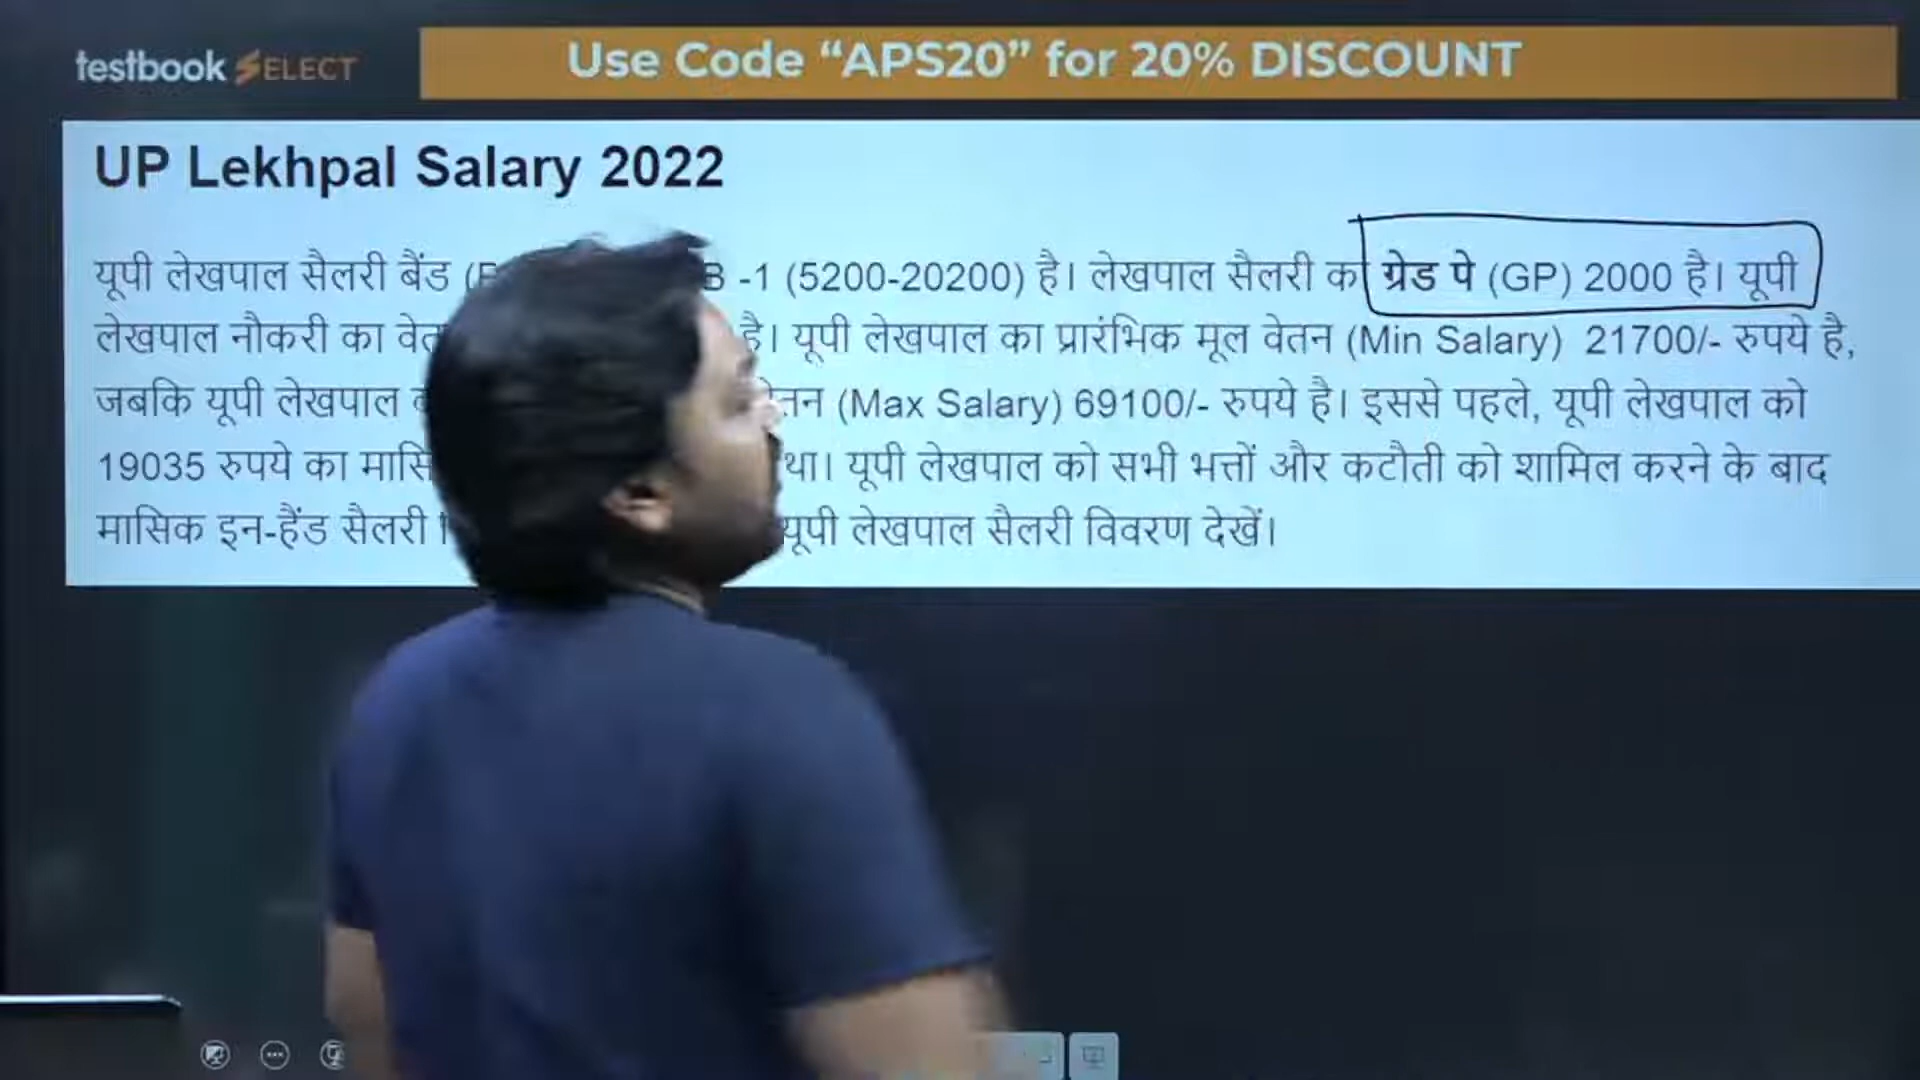 testbook SELECT
Use Code “APS20” for 20% DISCOUNT
UP Lekhpal Salary 2022
यूपी लेखपाल सैलरी बैंड -1 (5200-20200) है। लेखपाल सैलरी का ग्रेड पे (GP) 2000 है। यूपी
लेखपाल नौकरी का है। यूपी लेखपाल का प्रारंभिक मूल वेतन (Min Salary) 21700/- रुपये है,
जबकि यूपी लेखपाल (Max Salary) 69100/- रुपये है। इससे पहले, यूपी लेखपाल को
19035 रुपये का था। यूपी लेखपाल को सभी भत्तों और कटौती को शामिल करने के बाद
मासिक इन-हैंड सैलरी यूपी लेखपाल सैलरी विवरण देखें।